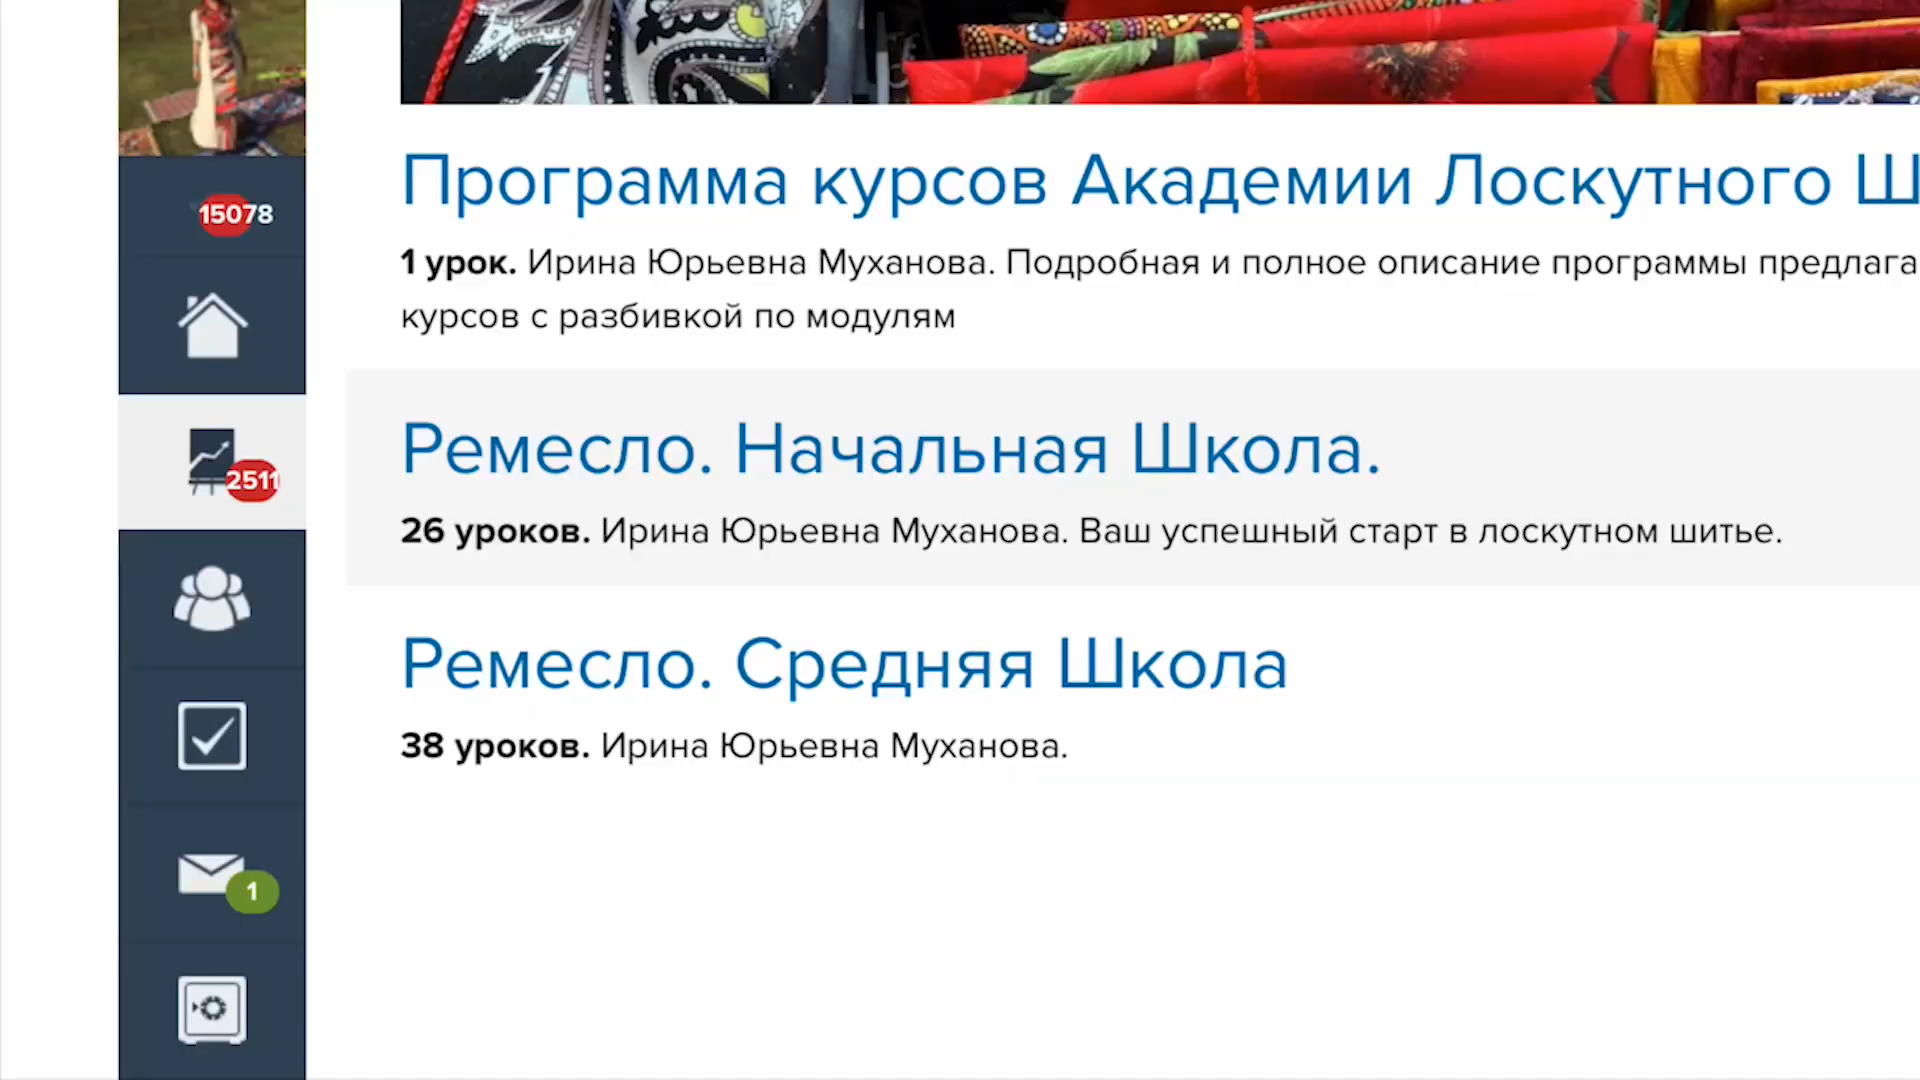 15078
2511
1
Программа курсов Академии Лоскутного Ш
1 урок. Ирина Юрьевна Муханова. Подробная и полное описание программы предлага
курсов с разбивкой по модулям
Ремесло. Начальная Школа.
26 уроков. Ирина Юрьевна Муханова. Ваш успешный старт в лоскутном шитье.
Ремесло. Средняя Школа
38 уроков. Ирина Юрьевна Муханова.